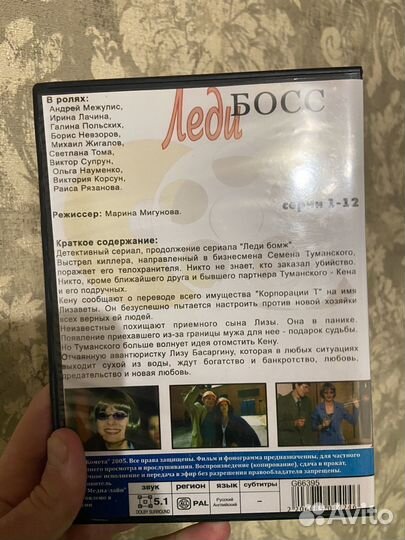 В ролях:
Андрей Межулис,
Ирина Лачина,
Галина Польских,
Борис Невзоров,
Михаил Жигалов,
Светлана Тома,
Виктор Супрун,
Ольга Науменко,
Виктория Корсун,
Раиса Рязанова.
Леди БОСС
серии 1-12
Режиссер: Марина Мигунова.
Краткое содержание:
Детективный сериал, продолжение сериала "Леди бомж"
Выстрел киллера, направленный в бизнесмена Семена Туманского,
поражает его телохранителя. Никто не знает, кто заказал убийство.
Никто, кроме ближайшего друга и бывшего партнера Туманского - Кена
и его подручных.
Кену сообщают о переводе всего имущества "Корпорации Т" на имя
Лизаветы. Он безуспешно пытается настроить против новой хозяйки
всех верных ей людей.
Неизвестные похищают приемного сына Лизы. Она в панике.
Появление приехавшего из-за границы мужа для нее - подарок судьбы.
Но Туманского больше волнует идея отомстить Кену.
Отчаянную авантюристку Лизу Басаргину, которая в любых ситуациях
выходит сухой из воды, ждут богатство и банкротство, любовь,
предательство и новая любовь.
Комета" 2005. Все права защищены. Фильм и фонограмма предназначены, для частного
просмотра и прослушивания. Воспроизведение (копирование), сдача в прокат,
исполнение и передача в эфир без разрешения правообладателя запрещены.
Медиа-лайн"
звук регион язык субтитры
5.1 PAL Русский – G66395
DOLBY SURROUND Английский
Avito